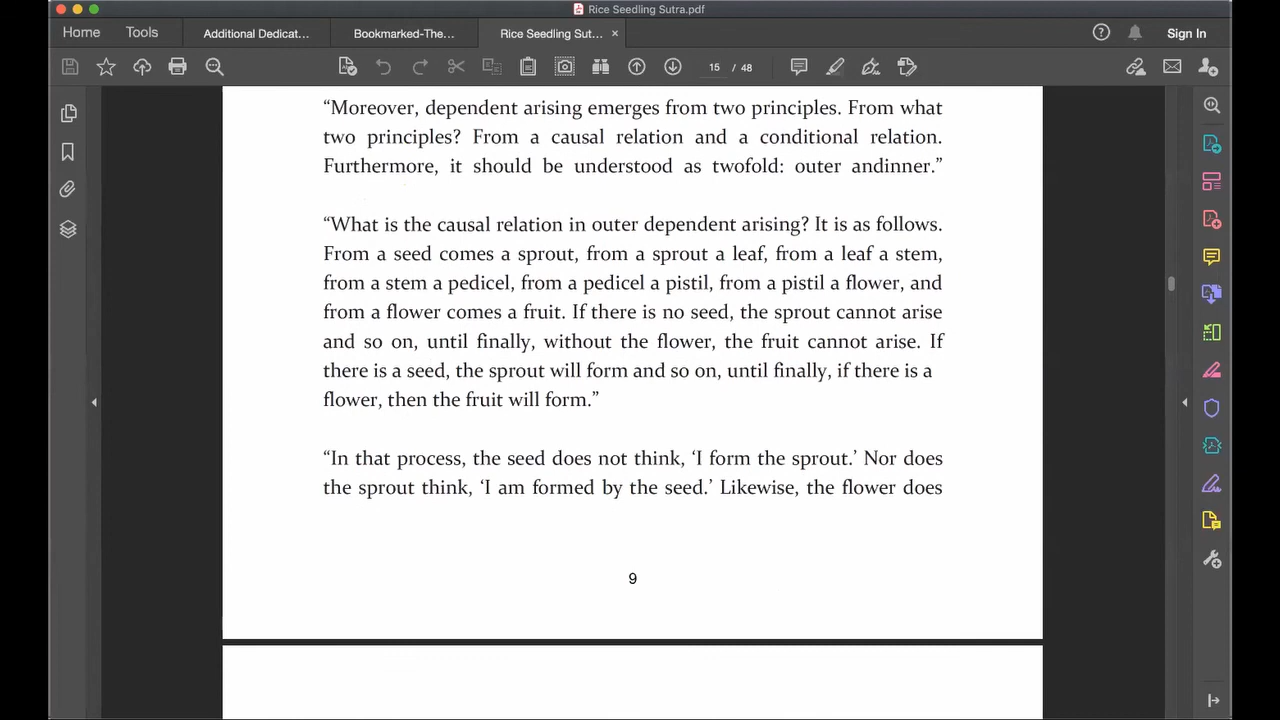 Rice Seedling Sutra.pdf
Home
Tools
Additional Dedicat...
Bookmarked-The...
Rice Seedling Sut...
×
Sign In
15 / 48
“Moreover, dependent arising emerges from two principles. From what
two principles? From a causal relation and a conditional relation.
Furthermore, it should be understood as twofold: outer andinner.”
“What is the causal relation in outer dependent arising? It is as follows.
From a seed comes a sprout, from a sprout a leaf, from a leaf a stem,
from a stem a pedicel, from a pedicel a pistil, from a pistil a flower, and
from a flower comes a fruit. If there is no seed, the sprout cannot arise
and so on, until finally, without the flower, the fruit cannot arise. If
there is a seed, the sprout will form and so on, until finally, if there is a
flower, then the fruit will form.”
“In that process, the seed does not think, ‘I form the sprout.’ Nor does
the sprout think, ‘I am formed by the seed.’ Likewise, the flower does
9